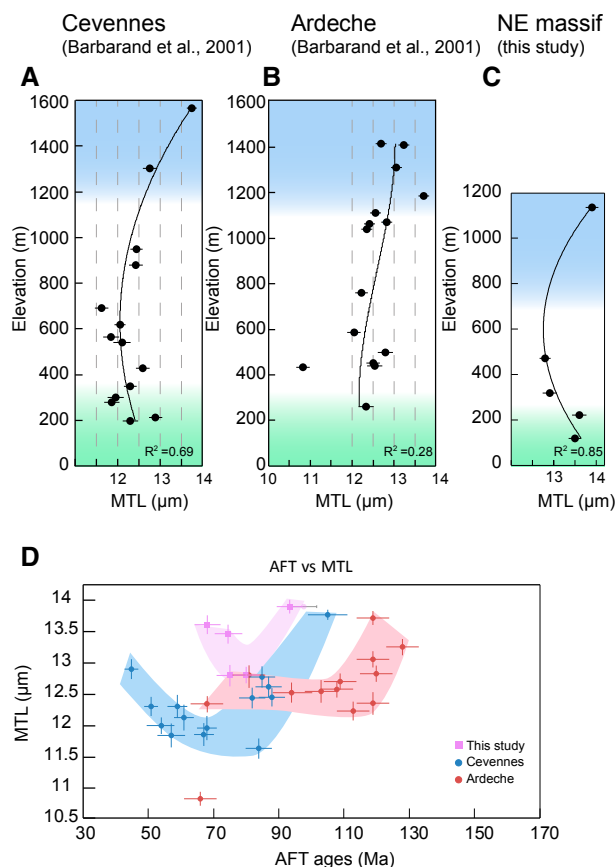 Cevennes
(Barbarand et al., 2001)
Ardeche
(Barbarand et al., 2001)
NE massif
(this study)
A
1600
1400
1200
1000
800
600
400
200
0
Elevation (m)
12
13
14
MTL (µm)
R² =0.69
B
1600
1400
1200
1000
800
600
400
200
0
Elevation (m)
10
11
12
13
14
MTL (µm)
R² =0.28
C
1200
1000
800
600
400
200
0
Elevation (m)
13
14
MTL (µm)
R² =0.85
D
AFT vs MTL
14
13.5
13
12.5
12
11.5
11
10.5
MTL (µm)
30
50
70
90
110
130
150
170
AFT ages (Ma)
This study
Cevennes
Ardeche